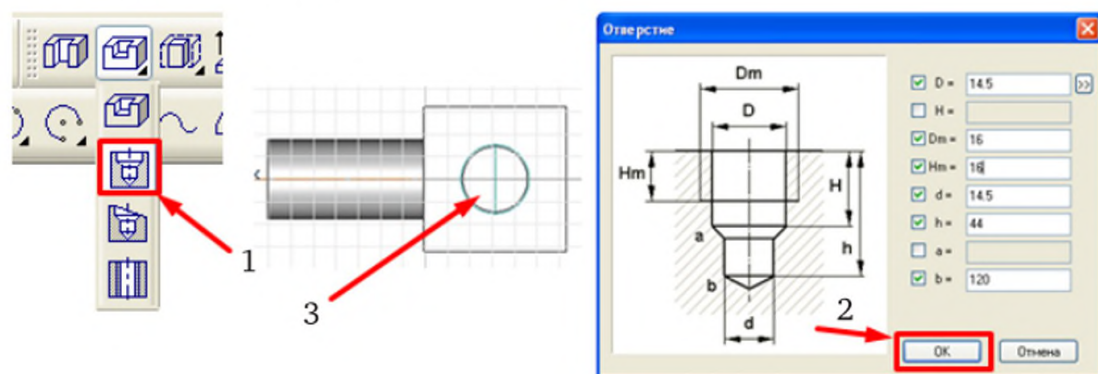 1
3
Отверстие
Dm
D
Hm
H
h
a
b
d
D = 14.5 >>
H =
Dm = 16
Hm = 16
d = 14.5
h = 44
a =
b = 120
2
OK
Отмена